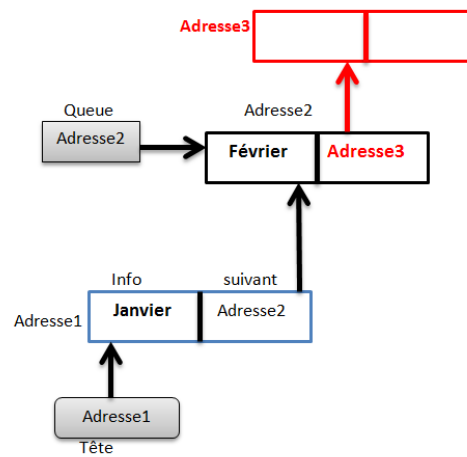 Adresse3
Queue
Adresse2
Adresse2
Février
Adresse3
Info
suivant
Adresse1
Janvier
Adresse2
Adresse1
Tête